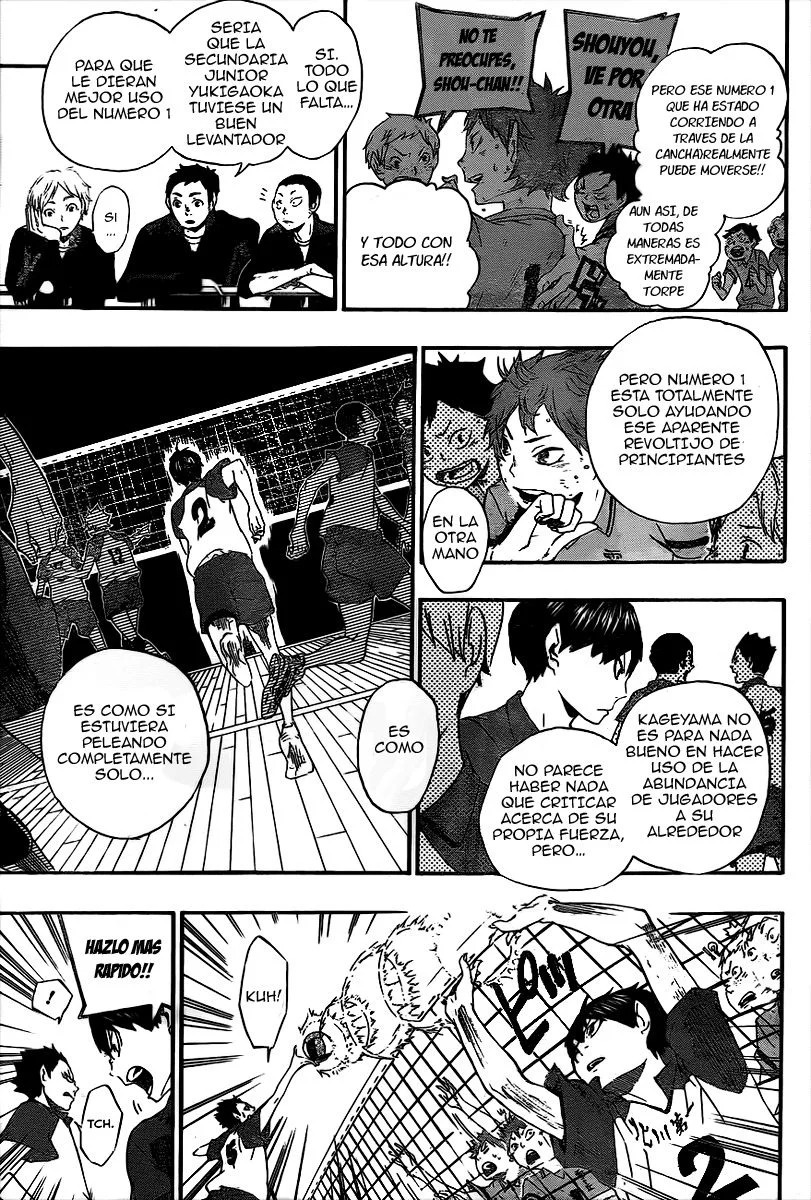 SHOUYOU,
VE POR
OTRA
NO TE
PREOCUPES,
SHOU-CHAN!!
PERO ESE NUMERO 1
QUE HA ESTADO
CORRIENDO A
TRAVES DE LA
CANCHAREALMENTE
PUEDE MOVERSE!!
AUN ASI, DE
TODAS
MANERAS ES
EXTREMADA-
MENTE
TORPE
Y TODO CON
ESA ALTURA!!
SI. TODO
LO QUE
FALTA...
SERIA
QUE LA
SECUNDARIA
JUNIOR
YUKIGAOKA
TUVIESE UN
BUEN
LEVANTADOR
PARA QUE
LE DIERAN
MEJOR USO
DEL NUMERO 1
SI
...
PERO NUMERO 1
ESTA TOTALMENTE
SOLO AYUDANDO
ESE APARENTE
REVOLTIJO DE
PRINCIPIANTES
EN LA
OTRA
MANO
KAGEYAMA NO
ES PARA NADA
BUENO EN HACER
USO DE LA
ABUNDANCIA
DE JUGADORES
A SU
ALREDEDOR
NO PARECE
HABER NADA
QUE CRITICAR
ACERCA DE SU
PROPIA FUERZA,
PERO...
ES
COMO
ES COMO SI
ESTUVIERA
PELEANDO
COMPLETAMENTE
SOLO...
2
12
KUH!
2
HAZLO MAS
RAPIDO!!
TCH.